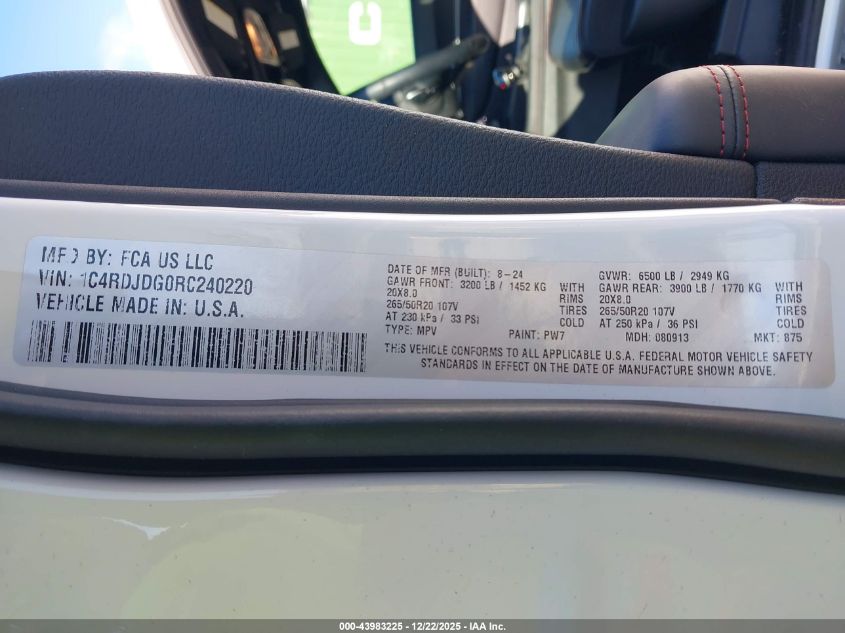 C
MFD BY: FCA US LLC
VIN: 1C4RDJDG0RC240220
VEHICLE MADE IN: U.S.A.
DATE OF MFR (BUILT): 8-24
GAWR FRONT: 3200 LB / 1452 KG WITH
20X8.0 RIMS
265/50R20 107V TIRES
AT 230 kPa / 33 PSI COLD
TYPE: MPV PAINT: PW7
GVWR: 6500 LB / 2949 KG
GAWR REAR: 3900 LB / 1770 KG WITH
20X8.0 RIMS
265/50R20 107V TIRES
AT 250 kPa / 36 PSI COLD
MDH: 080913 MKT: 875
THIS VEHICLE CONFORMS TO ALL APPLICABLE U.S.A. FEDERAL MOTOR VEHICLE SAFETY
STANDARDS IN EFFECT ON THE DATE OF MANUFACTURE SHOWN ABOVE.
000-43983225 - 12/22/2025 - IAA Inc.